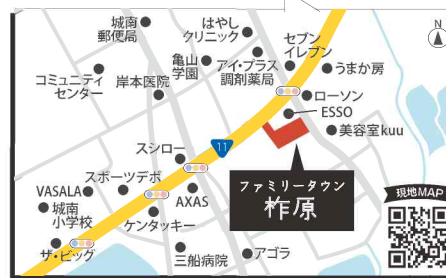 城南
郵便局
はやし
クリニック
セブン
イレブン
N
亀山
学園
アイ・プラス
調剤薬局
うまか房
コミュニティ
センター
岸本医院
ローソン
ESSO
美容室kuu
スシロー
11
ファミリータウン
柞原
現地MAP
スポーツデポ
VASALA
AXAS
城南
小学校
ケンタッキー
ザ・ビッグ
三船病院
アゴラ